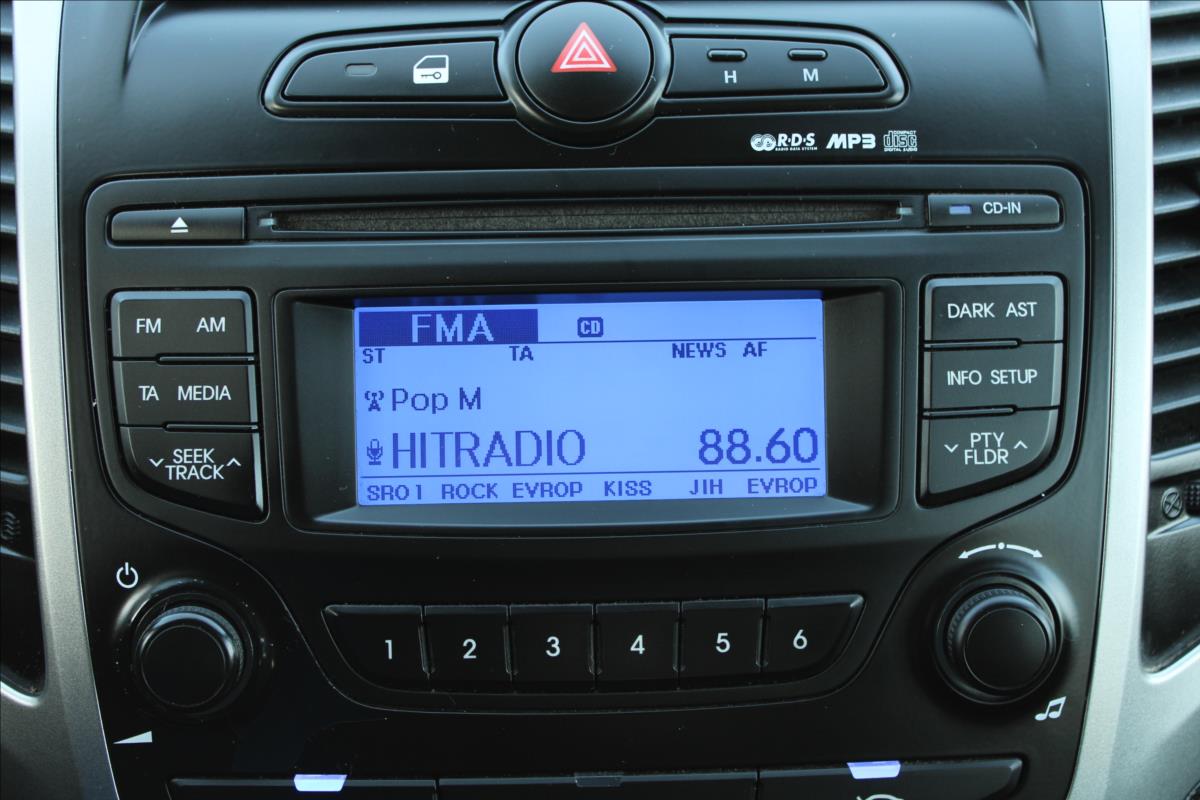 H M
R·D·S MP3 COMPACT disc
RADIO DATA SYSTEM DIGITAL AUDIO
CD-IN
FM AM
TA MEDIA
SEEK
TRACK
FMA CD
ST TA NEWS AF
Pop M
HITRADIO 88.60
SRO1 ROCK EVROP KISS JIH EVROP
DARK AST
INFO SETUP
PTY
FLDR
1 2 3 4 5 6